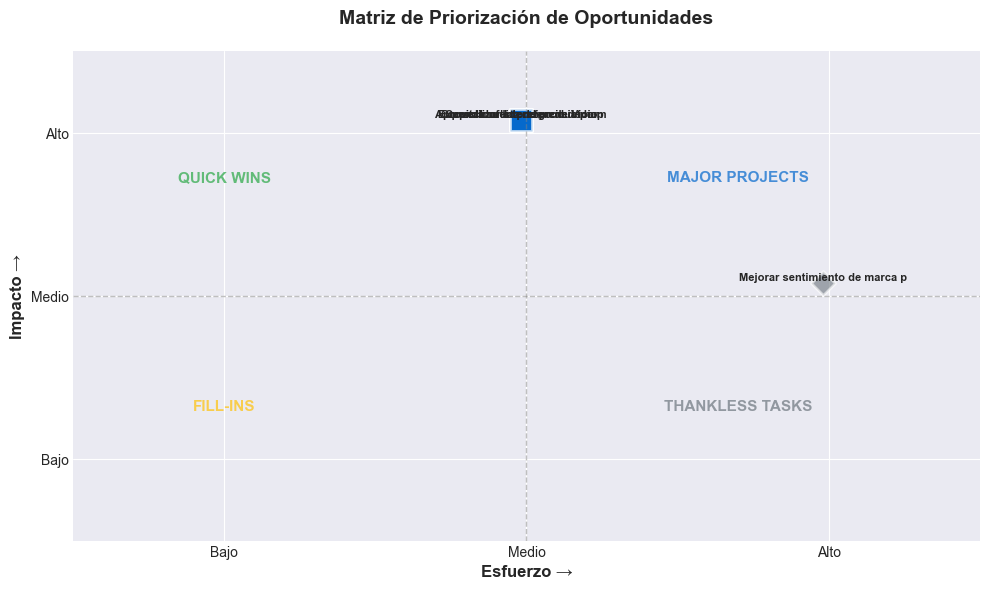 Matriz de Priorización de Oportunidades
Alto
QUICK WINS
MAJOR PROJECTS
Mejorar sentimiento de marca p
Medio
Impacto →
FILL-INS
THANKLESS TASKS
Bajo
Bajo
Medio
Alto
Esfuerzo →